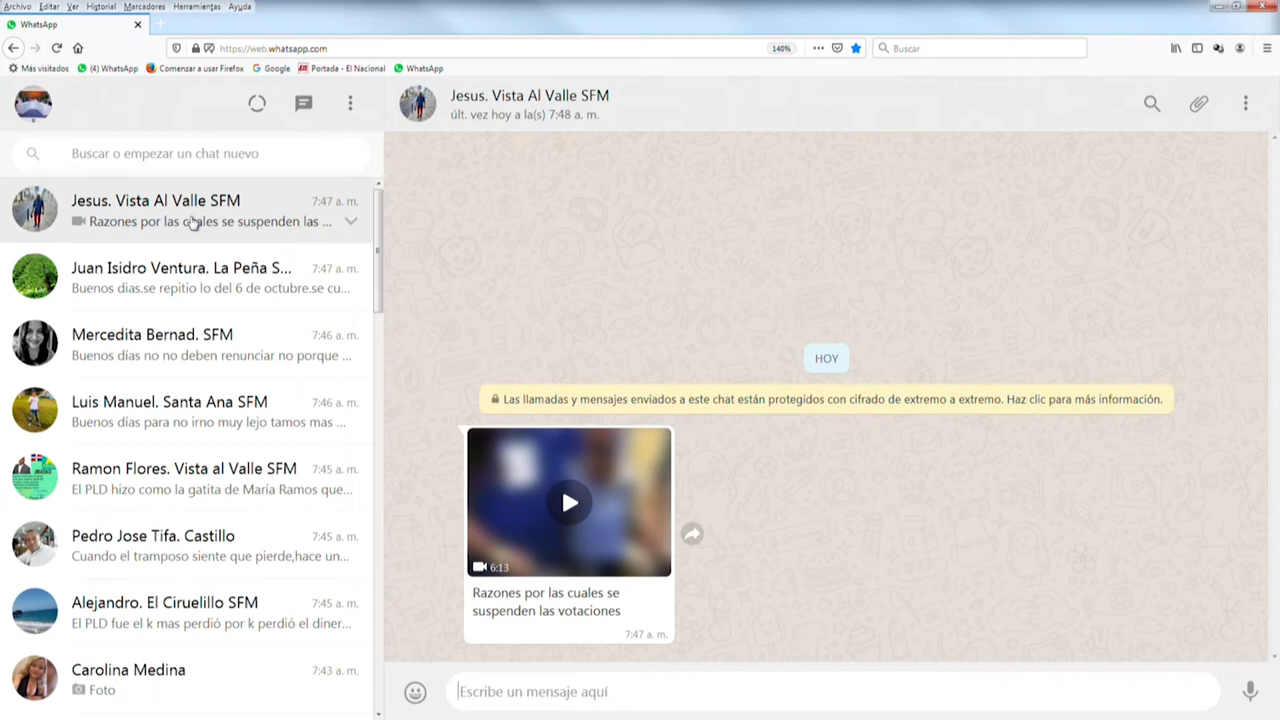 Archivo Editar Ver Historial Marcadores Herramientas Ayuda
WhatsApp
https://web.whatsapp.com
140%
Buscar
Más visitados (4) WhatsApp Comenzar a usar Firefox Google Portada - El Nacional WhatsApp
Jesus. Vista Al Valle SFM
últ. vez hoy a la(s) 7:48 a. m.
Buscar o empezar un chat nuevo
Jesus. Vista Al Valle SFM 7:47 a. m.
Razones por las cuales se suspenden las ...
Juan Isidro Ventura. La Peña S... 7:47 a. m.
Buenos dias.se repitio lo del 6 de octubre.se cu...
Mercedita Bernad. SFM 7:46 a. m.
Buenos días no no deben renunciar no porque ...
Luis Manuel. Santa Ana SFM 7:46 a. m.
Buenos días para no irno muy lejo tamos mas ...
Ramon Flores. Vista al Valle SFM 7:45 a. m.
El PLD hizo como la gatita de María Ramos que...
Pedro Jose Tifa. Castillo 7:45 a. m.
Cuando el tramposo siente que pierde,hace un...
Alejandro. El Ciruelillo SFM 7:45 a. m.
El PLD fue el k mas perdió por k perdió el diner...
Carolina Medina 7:43 a. m.
Foto
HOY
Las llamadas y mensajes enviados a este chat están protegidos con cifrado de extremo a extremo. Haz clic para más información.
6:13
Razones por las cuales se
suspenden las votaciones
7:47 a. m.
Escribe un mensaje aquí